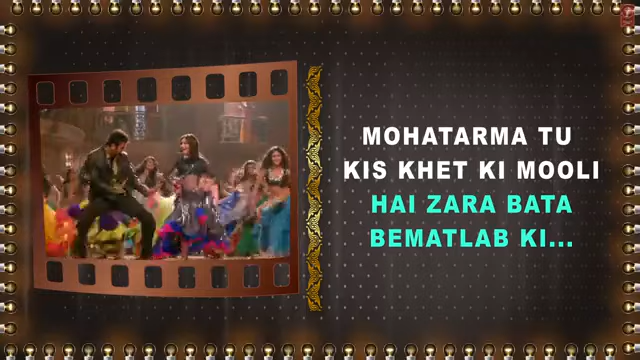 MOHATARMA TU
KIS KHET KI MOOLI
HAI ZARA BATA
BEMATLAB KI...